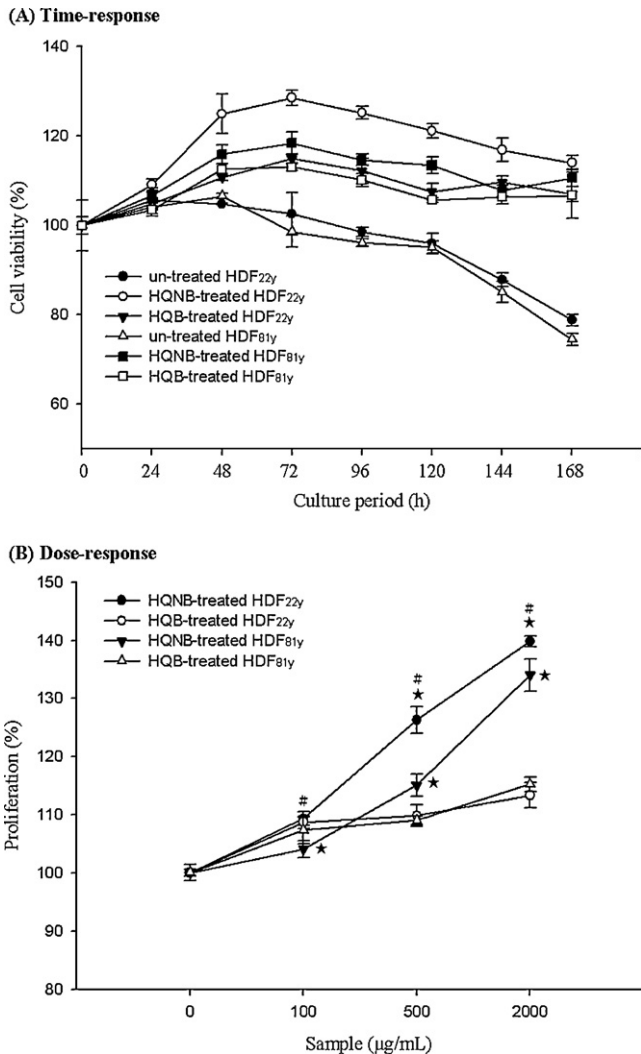 (A) Time-response
140
120
100
80
60
Cell viability (%)
un-treated HDF22y
HQNB-treated HDF22y
HQB-treated HDF22y
un-treated HDF81y
HQNB-treated HDF81y
HQB-treated HDF81y
0 24 48 72 96 120 144 168
Culture period (h)
(B) Dose-response
150
140
130
120
110
100
90
80
Proliferation (%)
HQNB-treated HDF22y
HQB-treated HDF22y
HQNB-treated HDF81y
HQB-treated HDF81y
#
★
#
★
#
★
★
★
0 100 500 2000
Sample (µg/mL)